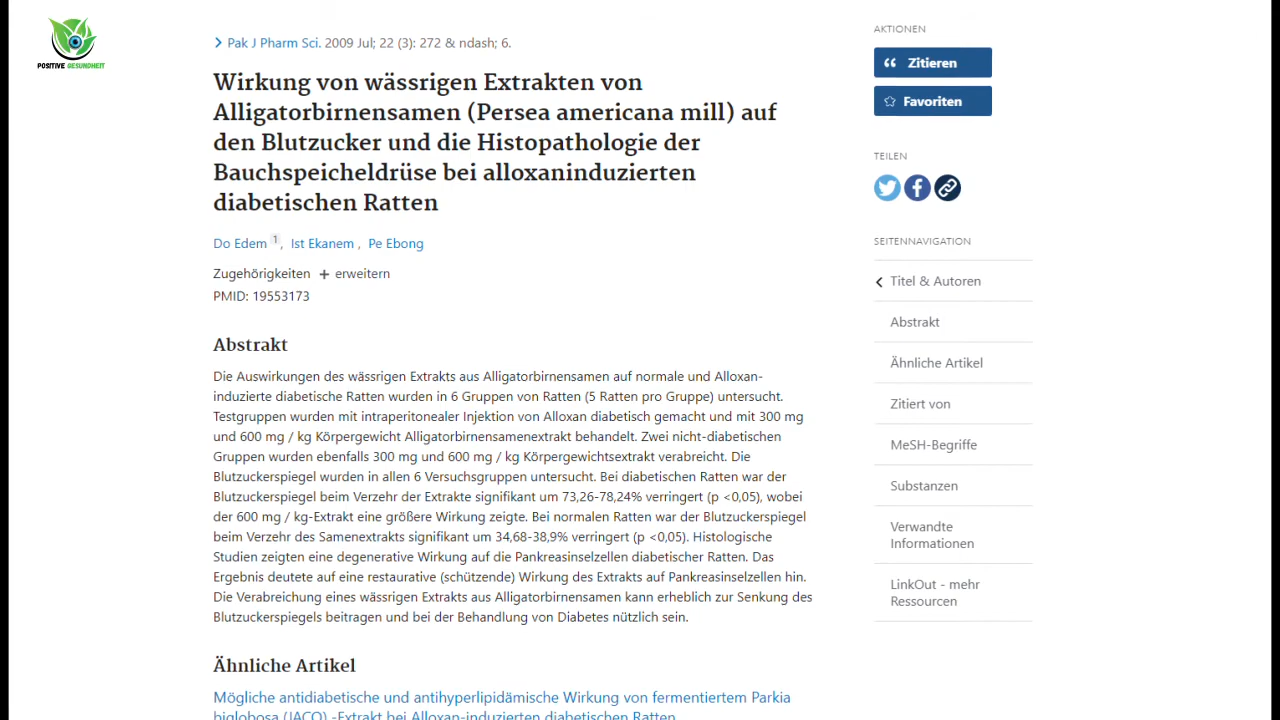 POSITIVE GESUNDHEIT
Pak J Pharm Sci. 2009 Jul; 22 (3): 272 & ndash; 6.
Wirkung von wässrigen Extrakten von
Alligatorbirnensamen (Persea americana mill) auf
den Blutzucker und die Histopathologie der
Bauchspeicheldrüse bei alloxaninduzierten
diabetischen Ratten
Do Edem 1, Ist Ekanem , Pe Ebong
Zugehörigkeiten + erweitern
PMID: 19553173
Abstrakt
Die Auswirkungen des wässrigen Extrakts aus Alligatorbirnensamen auf normale und Alloxan-
induzierte diabetische Ratten wurden in 6 Gruppen von Ratten (5 Ratten pro Gruppe) untersucht.
Testgruppen wurden mit intraperitonealer Injektion von Alloxan diabetisch gemacht und mit 300 mg
und 600 mg / kg Körpergewicht Alligatorbirnensamenextrakt behandelt. Zwei nicht-diabetischen
Gruppen wurden ebenfalls 300 mg und 600 mg / kg Körpergewichtsextrakt verabreicht. Die
Blutzuckerspiegel wurden in allen 6 Versuchsgruppen untersucht. Bei diabetischen Ratten war der
Blutzuckerspiegel beim Verzehr der Extrakte signifikant um 73,26-78,24% verringert (p <0,05), wobei
der 600 mg / kg-Extrakt eine größere Wirkung zeigte. Bei normalen Ratten war der Blutzuckerspiegel
beim Verzehr des Samenextrakts signifikant um 34,68-38,9% verringert (p <0,05). Histologische
Studien zeigten eine degenerative Wirkung auf die Pankreasinselzellen diabetischer Ratten. Das
Ergebnis deutete auf eine restaurative (schützende) Wirkung des Extrakts auf Pankreasinselzellen hin.
Die Verabreichung eines wässrigen Extrakts aus Alligatorbirnensamen kann erheblich zur Senkung des
Blutzuckerspiegels beitragen und bei der Behandlung von Diabetes nützlich sein.
Ähnliche Artikel
Mögliche antidiabetische und antihyperlipidämische Wirkung von fermentiertem Parkia
biglobosa (JACQ) -Extrakt bei Alloxan-induzierten diabetischen Ratten
AKTIONEN
Zitieren
Favoriten
TEILEN
SEITENNAVIGATION
Titel & Autoren
Abstrakt
Ähnliche Artikel
Zitiert von
MeSH-Begriffe
Substanzen
Verwandte
Informationen
LinkOut - mehr
Ressourcen